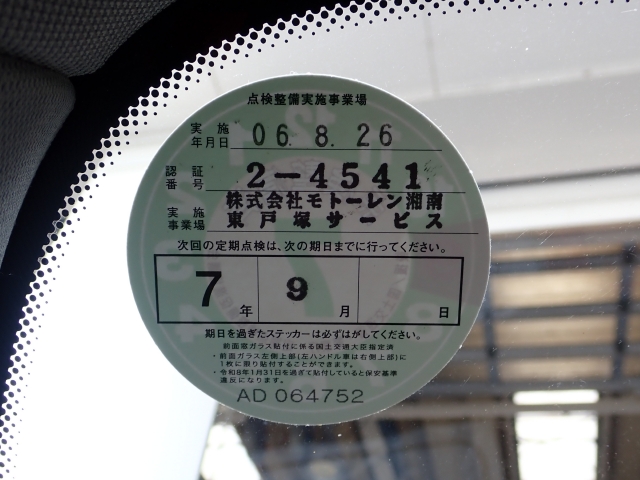 点検整備実施事業場
実施年月日 06.8.26
認証番号 2-4541
実施事業場 株式会社モトーレン湘南
東戸塚サービス
次回の定期点検は、次の期日までに行ってください。
7年 9月 日
期日を過ぎたステッカーは必ずはがしてください。
前面窓ガラス貼付に係る国土交通大臣指定済
・前面ガラス左側上部(左ハンドル車は右側上部)に
1枚に限り貼付することができます。
・令和8年1月31日を過ぎて貼付していると保安基準
違反になります。
AD 064752